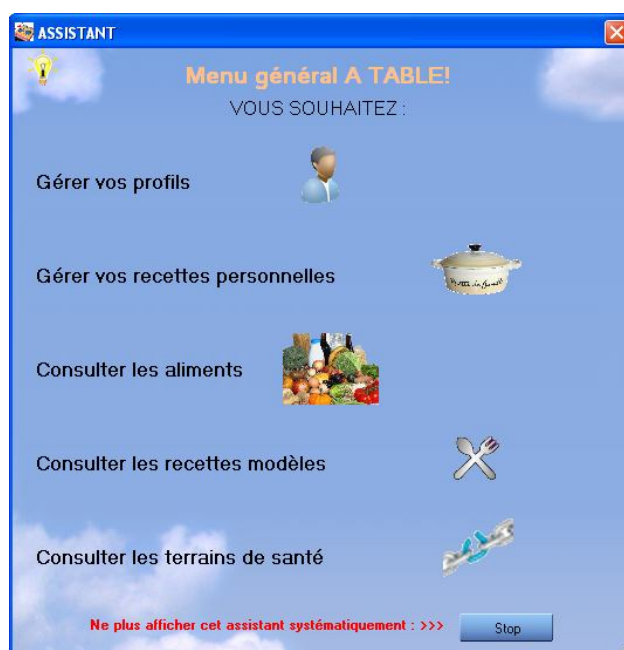 ASSISTANT
Menu général A TABLE!
VOUS SOUHAITEZ :
Gérer vos profils
Gérer vos recettes personnelles
Consulter les aliments
Consulter les recettes modèles
Consulter les terrains de santé
Ne plus afficher cet assistant systématiquement : >>>
Stop